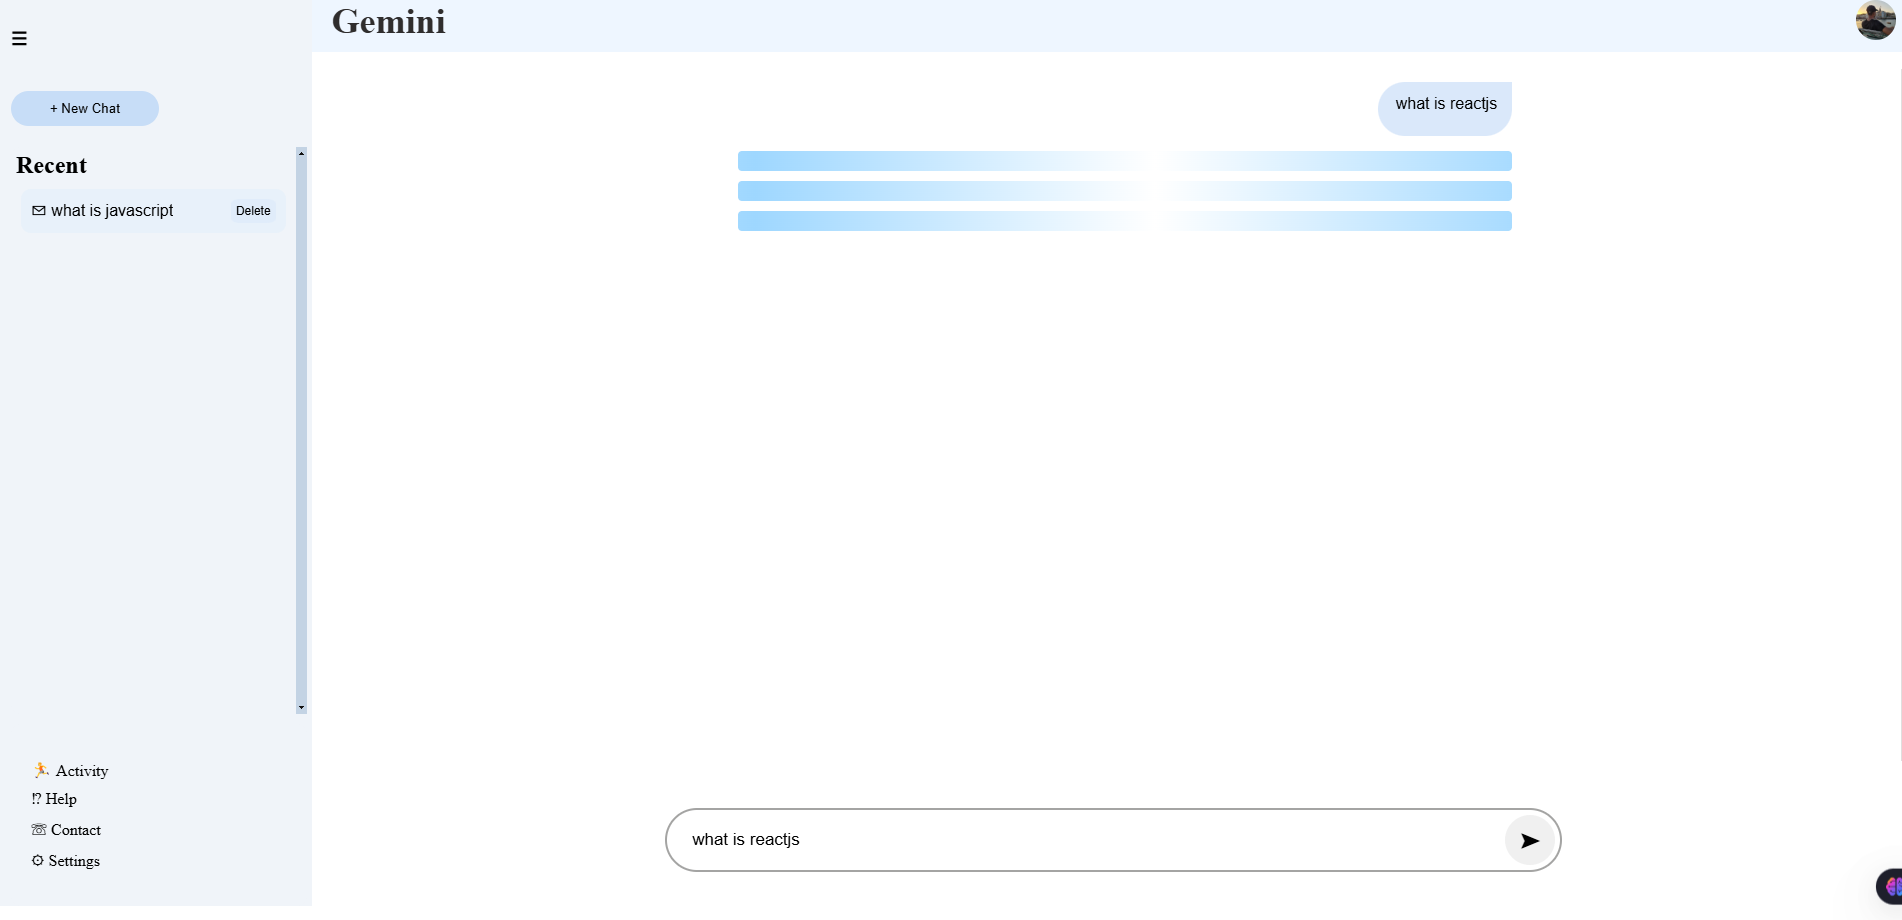 Gemini
+ New Chat
Recent
what is javascript Delete
Activity
⁉ Help
Contact
Settings
what is reactjs
what is reactjs